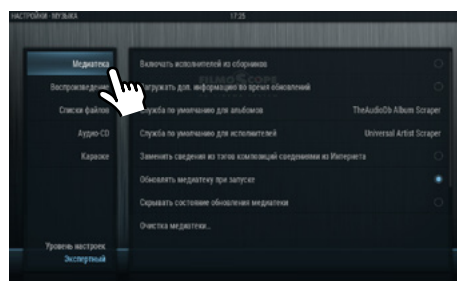 НАСТРОЙКИ - МУЗЫКА
17:25
Медиатека
Воспроизведение
Списки файлов
Аудио-CD
Караоке
Уровень настроек
Экспертный
Включать исполнителей из сборников
FILMOSCOPE
Загружать доп. информацию во время обновлений
Служба по умолчанию для альбомов TheAudioDb Album Scraper
Служба по умолчанию для исполнителей Universal Artist Scraper
Заменить сведения из тэгов композиций сведениями из Интернета
Обновлять медиатеку при запуске
Скрывать состояние обновления медиатеки
Очистка медиатеки...